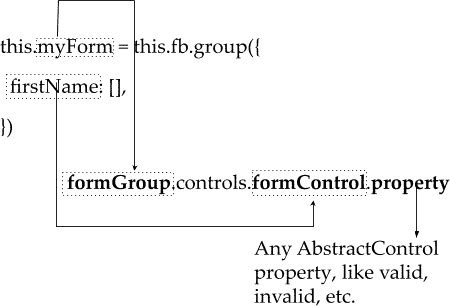 this.myForm = this.fb.group({
firstName: [],
})
formGroup.controls.formControl.property
Any AbstractControl
property, like valid,
invalid, etc.